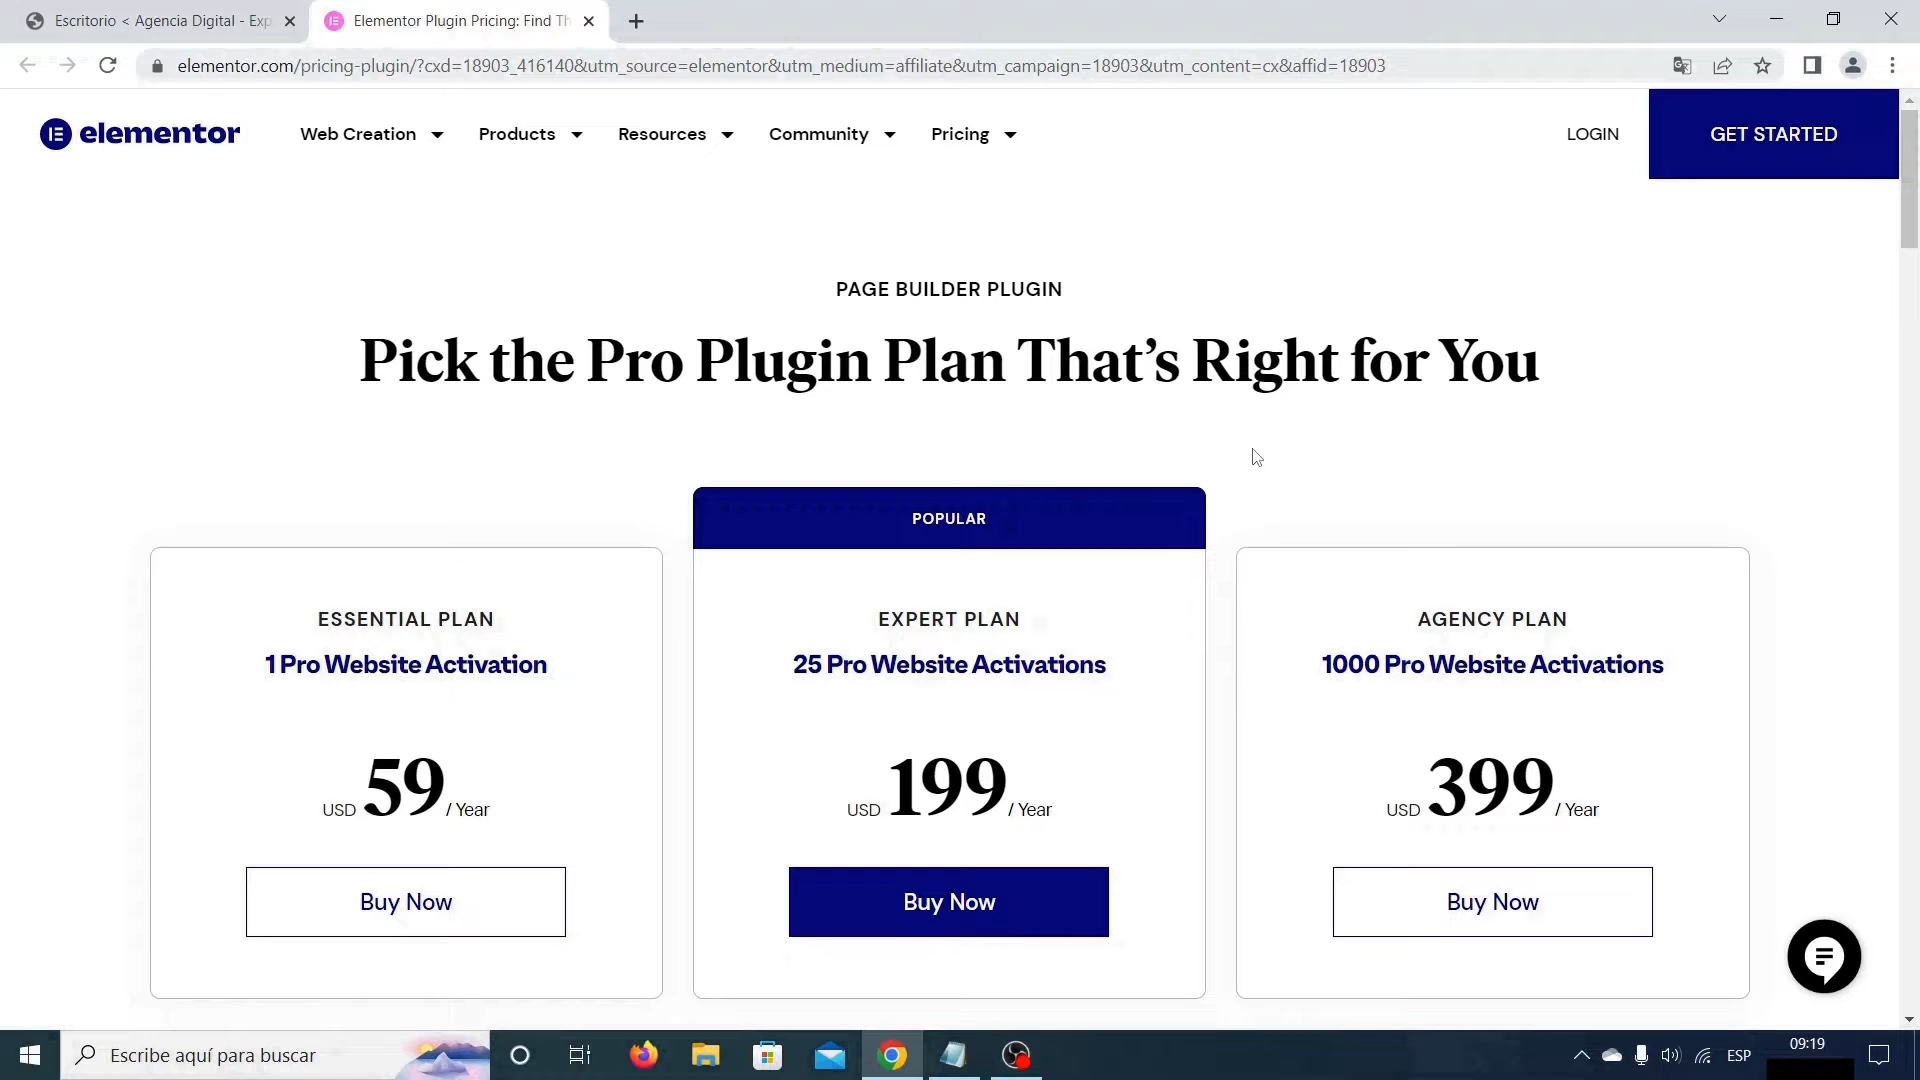 Escritorio < Agencia Digital - Exp
Elementor Plugin Pricing: Find Th
elementor.com/pricing-plugin/?cxd=18903_416140&utm_source=elementor&utm_medium=affiliate&utm_campaign=18903&utm_content=cx&affid=18903
elementor
Web Creation
Products
Resources
Community
Pricing
LOGIN
GET STARTED
PAGE BUILDER PLUGIN
Pick the Pro Plugin Plan That’s Right for You
POPULAR
ESSENTIAL PLAN
1 Pro Website Activation
USD 59 / Year
Buy Now
EXPERT PLAN
25 Pro Website Activations
USD 199 / Year
Buy Now
AGENCY PLAN
1000 Pro Website Activations
USD 399 / Year
Buy Now
Escribe aquí para buscar
ESP
09:19